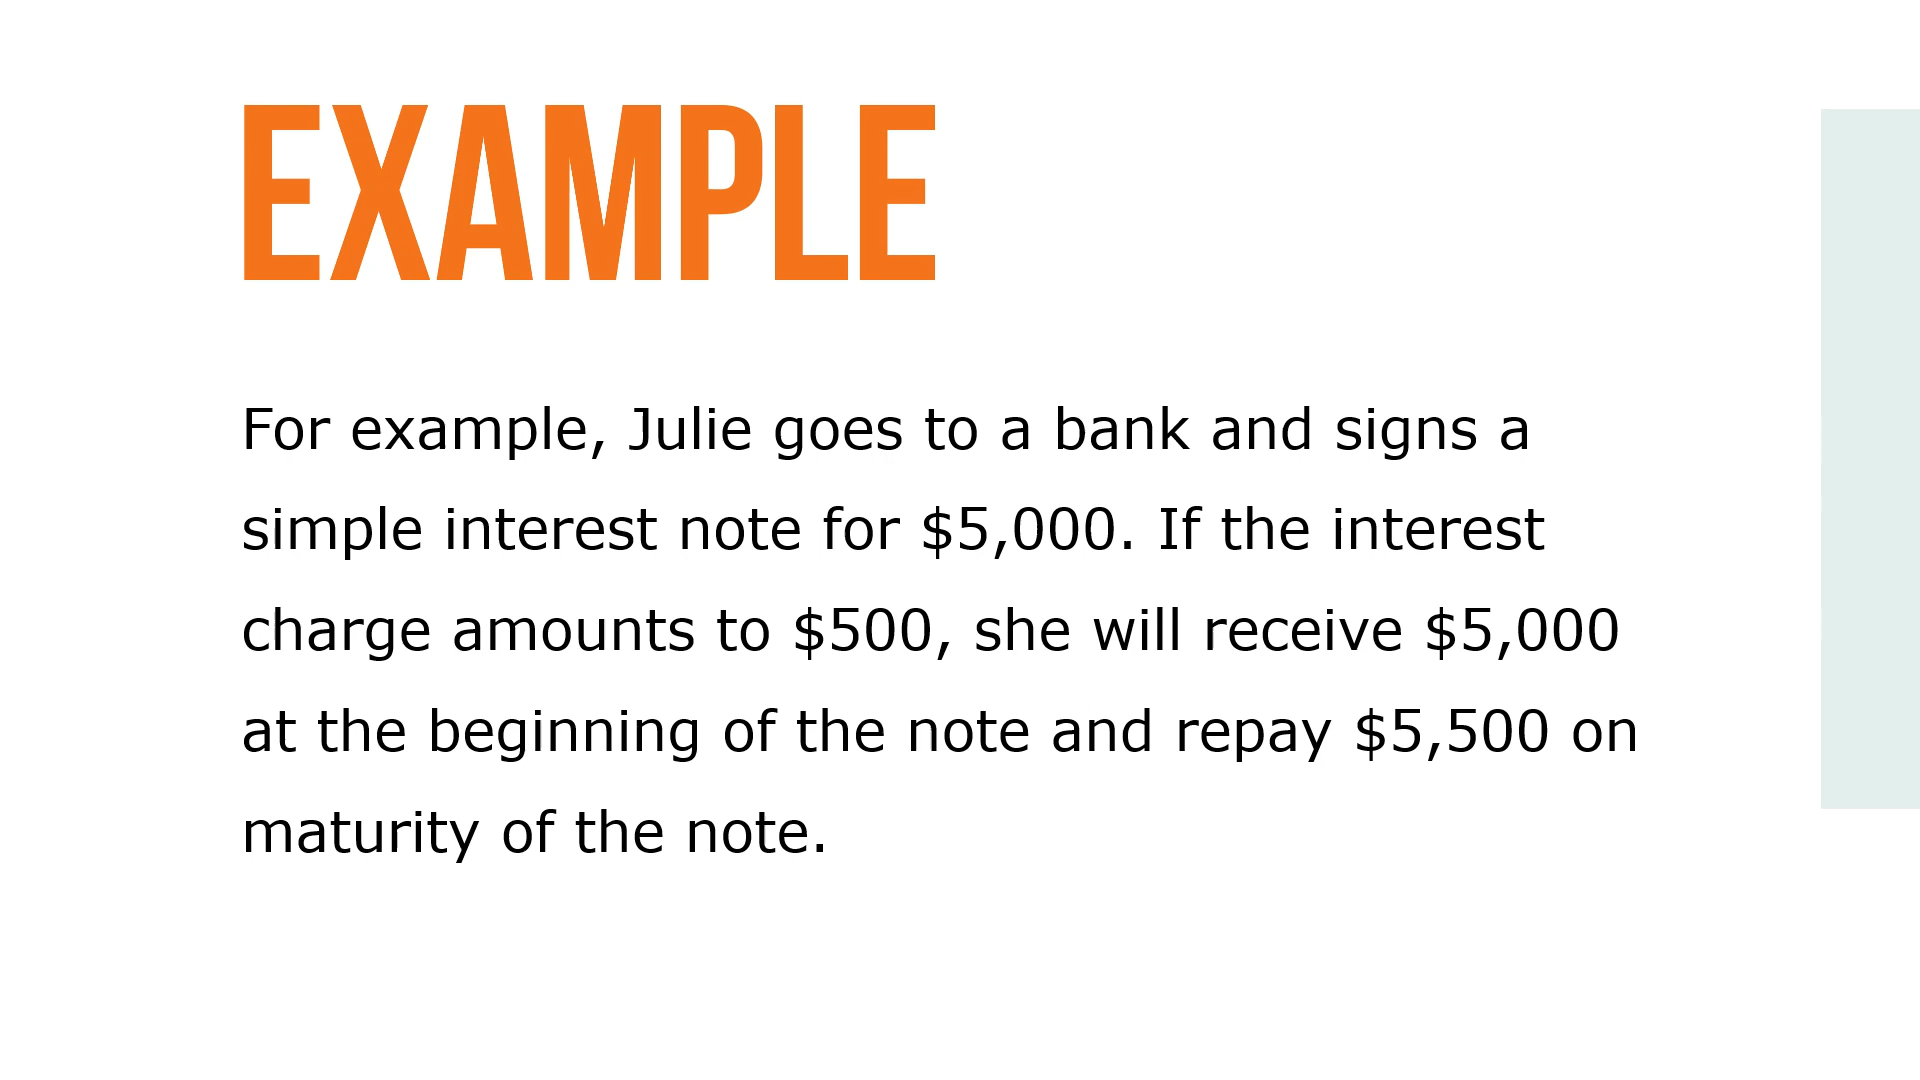 EXAMPLE
For example, Julie goes to a bank and signs a
simple interest note for $5,000. If the interest
charge amounts to $500, she will receive $5,000
at the beginning of the note and repay $5,500 on
maturity of the note.